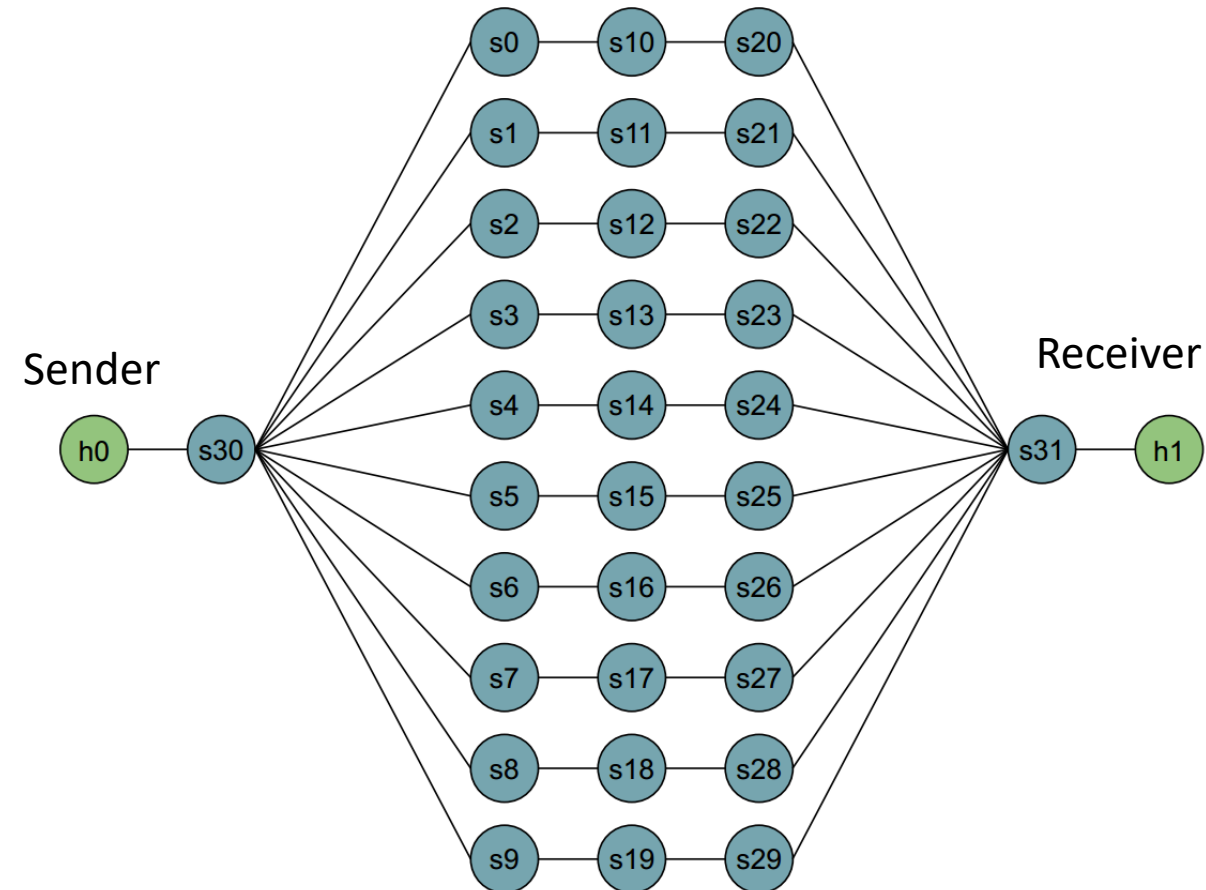 s0 s10 s20
s1 s11 s21
s2 s12 s22
s3 s13 s23
Sender
Receiver
s4 s14 s24
h0 s30 s31 h1
s5 s15 s25
s6 s16 s26
s7 s17 s27
s8 s18 s28
s9 s19 s29